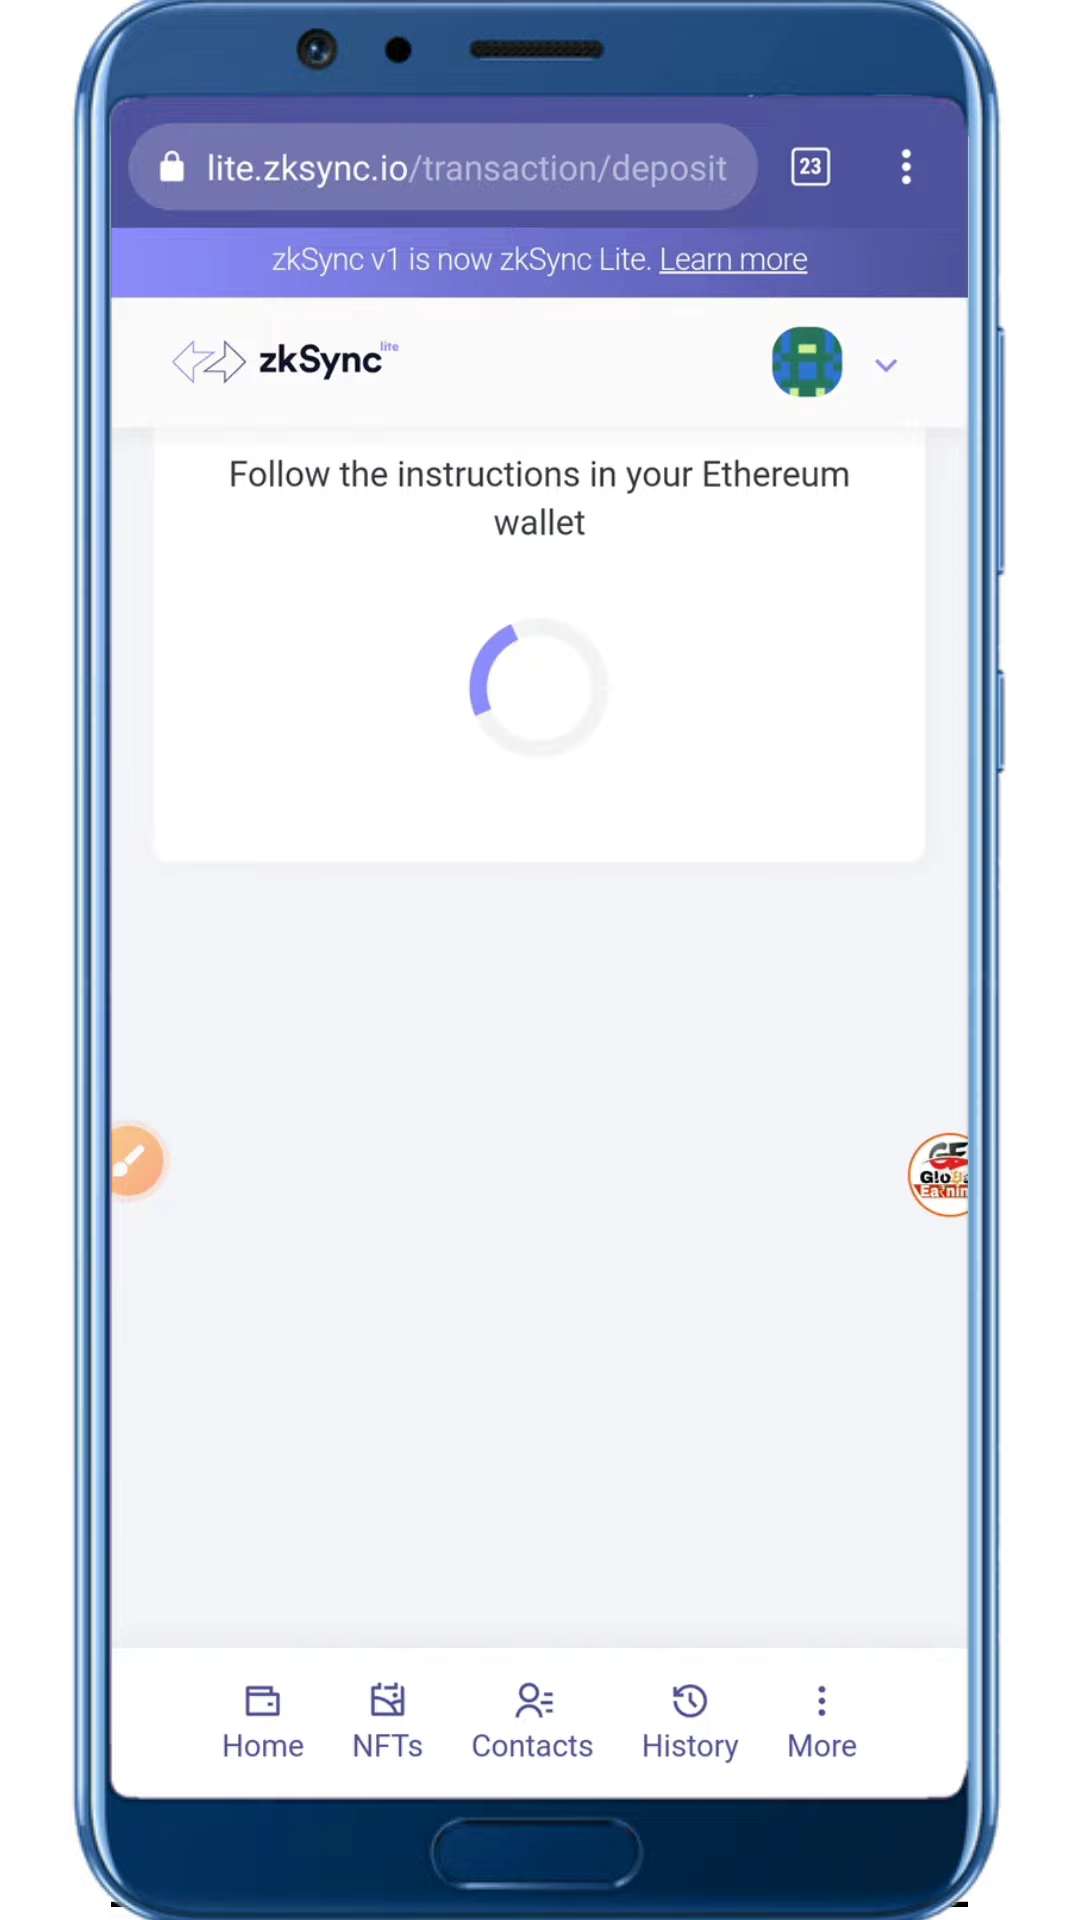 lite.zksync.io/transaction/deposit
23
zkSync v1 is now zkSync Lite. Learn more
zkSync lite
Follow the instructions in your Ethereum
wallet
GE
Home
NFTs
Contacts
History
More